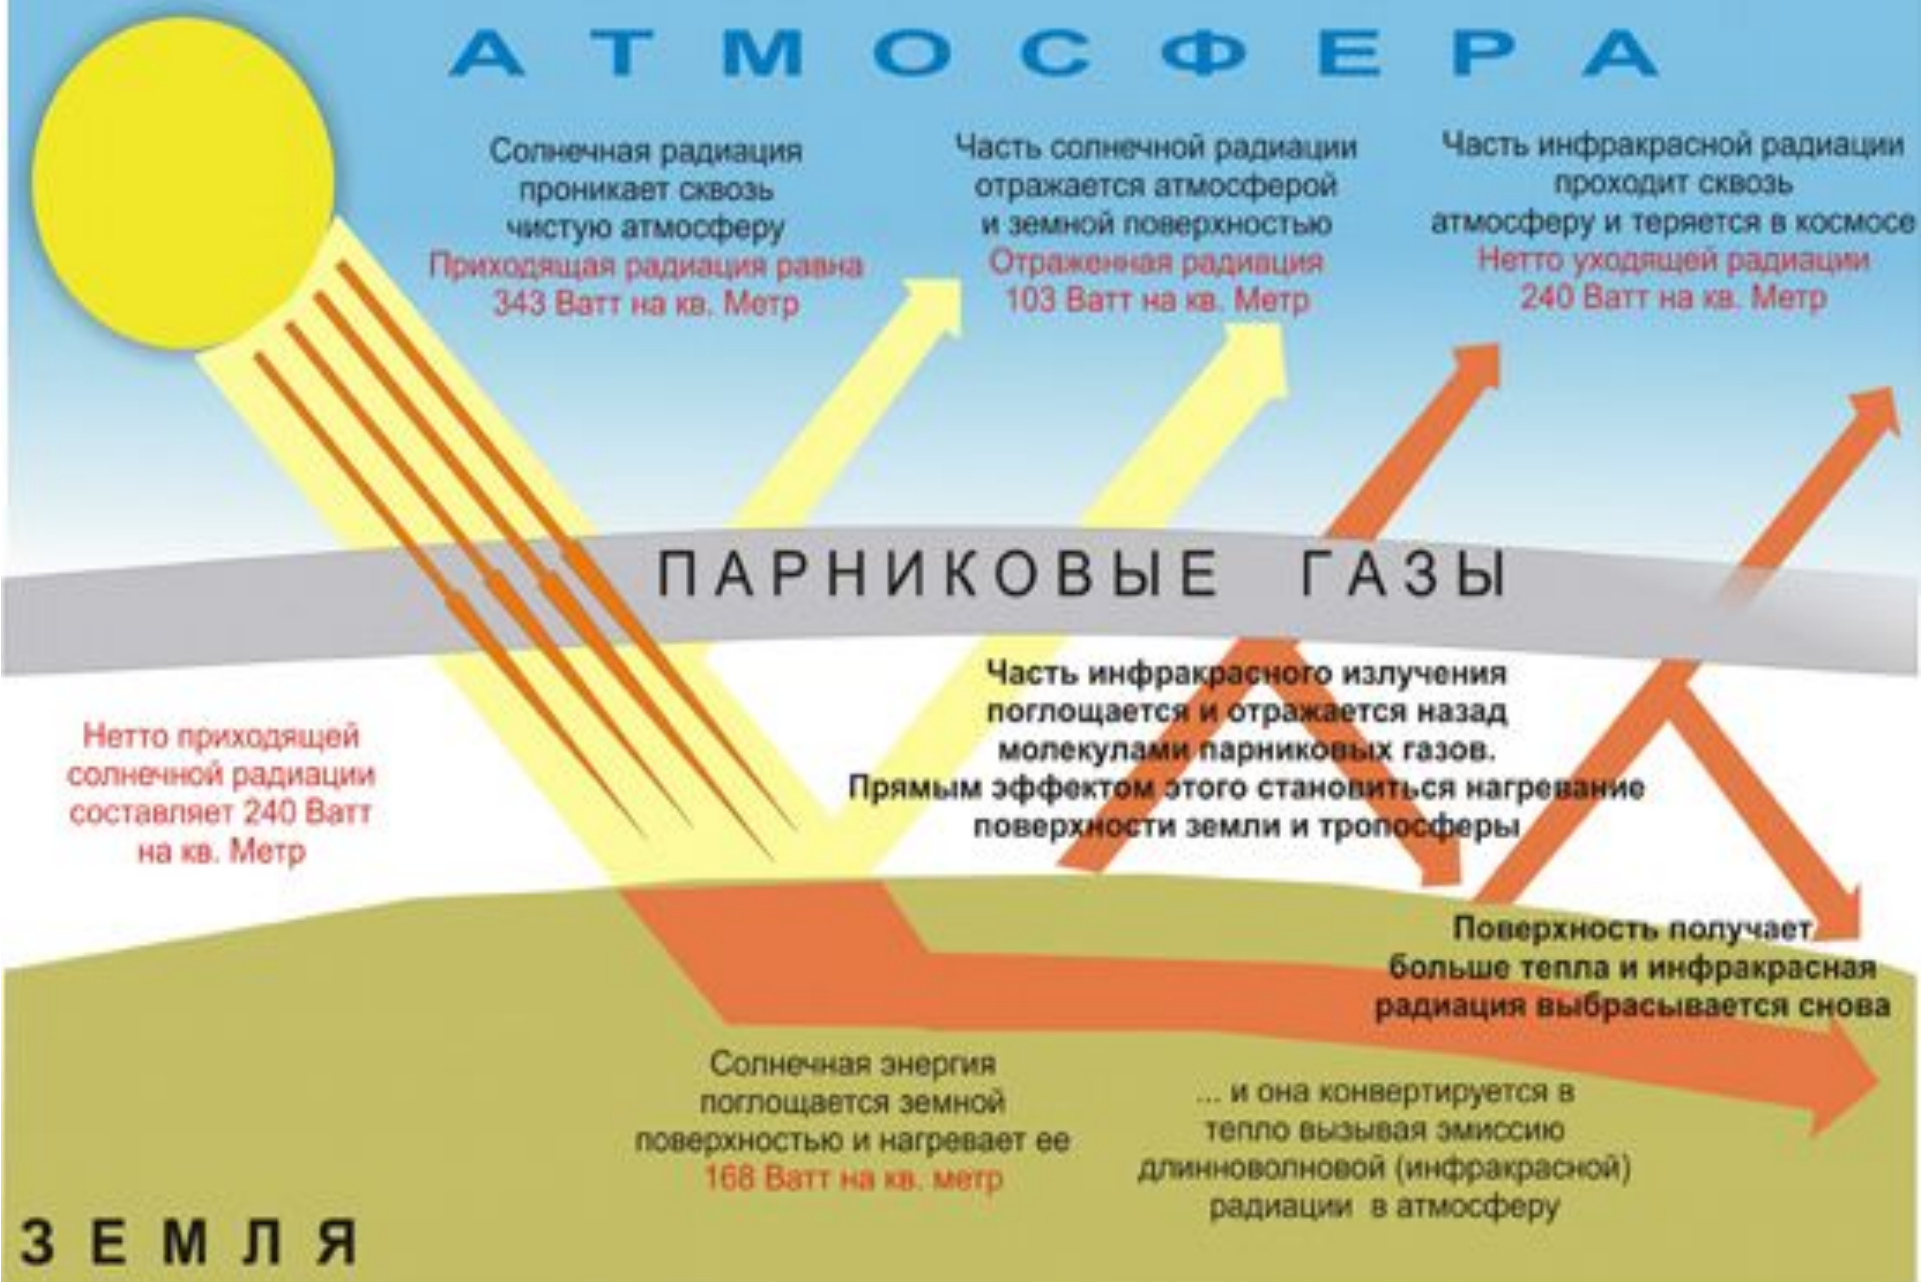 АТМОСФЕРА
Солнечная радиация
проникает сквозь
чистую атмосферу
Приходящая радиация равна
343 Ватт на кв. Метр
Часть солнечной радиации
отражается атмосферой
и земной поверхностью
Отраженная радиация
103 Ватт на кв. Метр
Часть инфракрасной радиации
проходит сквозь
атмосферу и теряется в космосе
Нетто уходящей радиации
240 Ватт на кв. Метр
ПАРНИКОВЫЕ ГАЗЫ
Нетто приходящей
солнечной радиации
составляет 240 Ватт
на кв. Метр
Часть инфракрасного излучения
поглощается и отражается назад
молекулами парниковых газов.
Прямым эффектом этого становиться нагревание
поверхности земли и тропосферы
Поверхность получает
больше тепла и инфракрасная
радиация выбрасывается снова
Солнечная энергия
поглощается земной
поверхностью и нагревает ее
168 Ватт на кв. метр
... и она конвертируется в
тепло вызывая эмиссию
длинноволновой (инфракрасной)
радиации в атмосферу
ЗЕМЛЯ